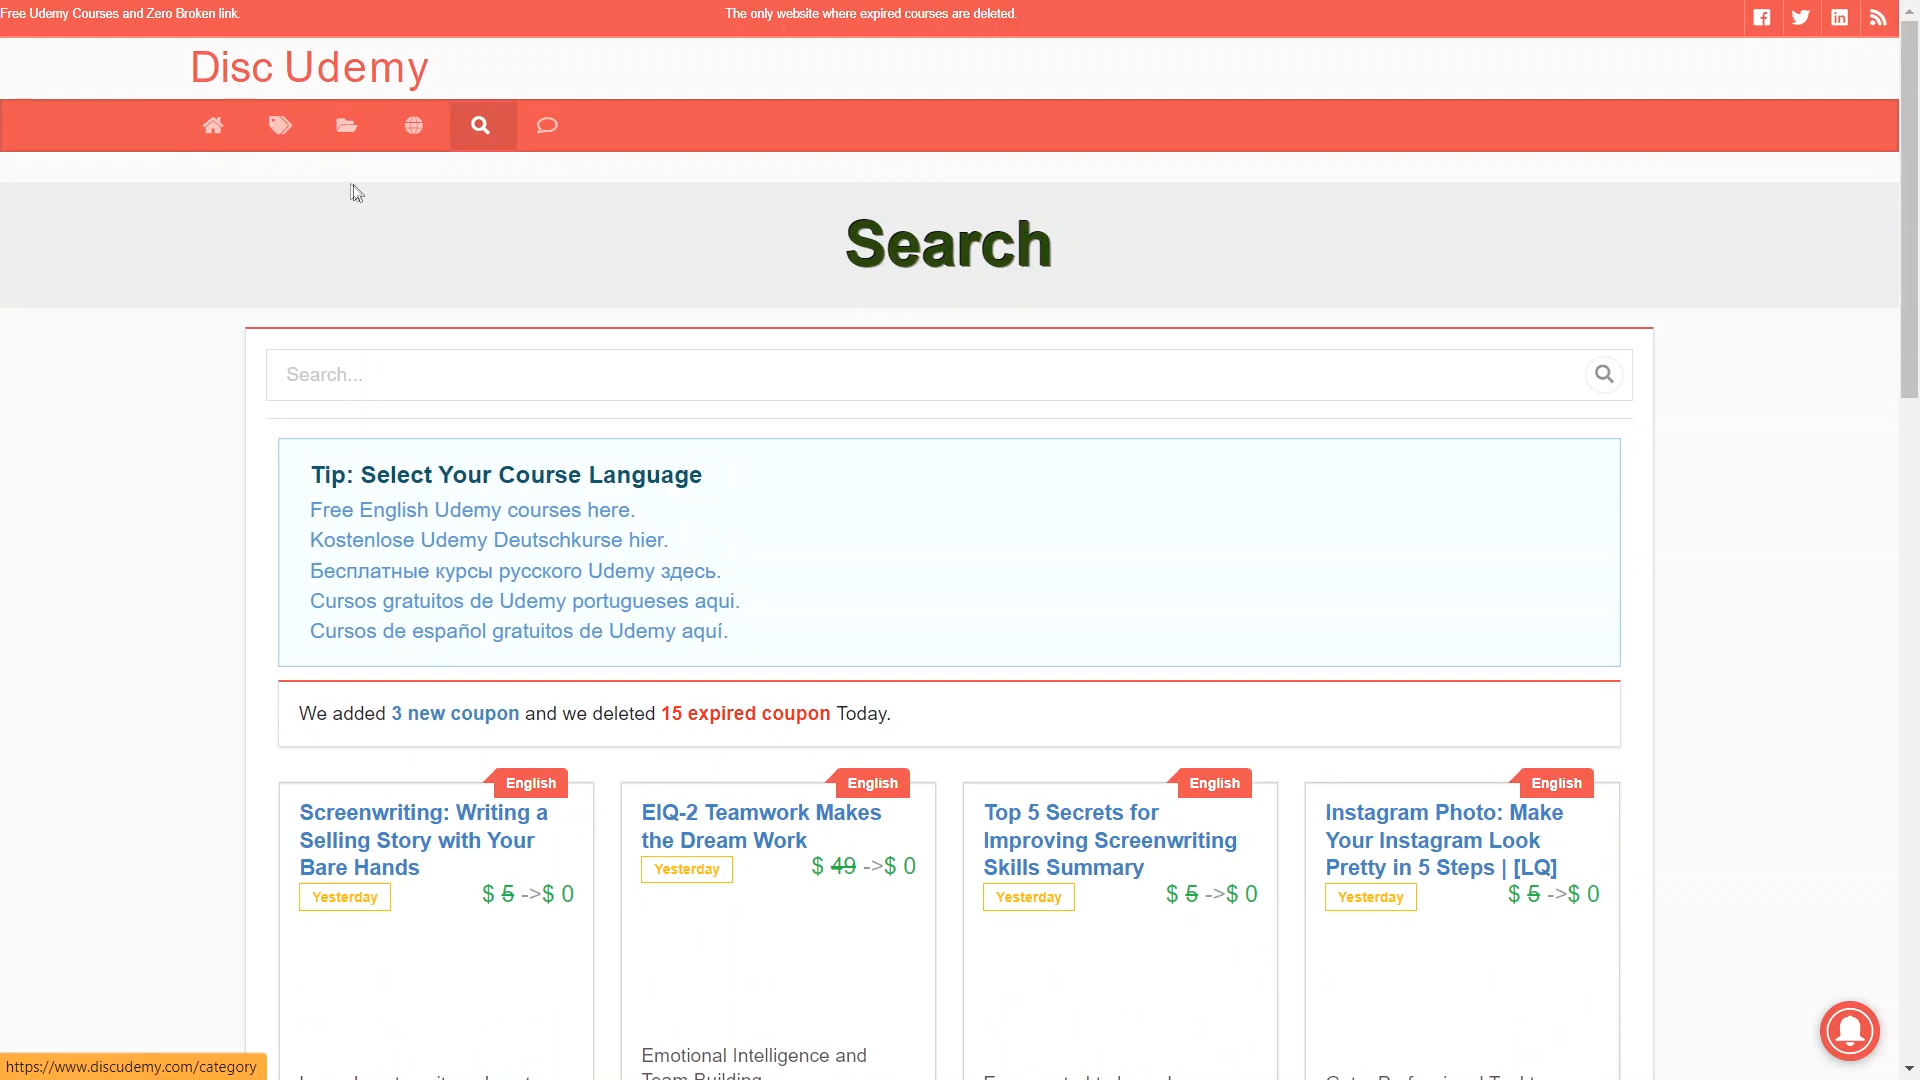 Free Udemy Courses and Zero Broken link.
The only website where expired courses are deleted.
Disc Udemy
Search
Search...
Tip: Select Your Course Language
Free English Udemy courses here.
Kostenlose Udemy Deutschkurse hier.
Бесплатные курсы русского Udemy здесь.
Cursos gratuitos de Udemy portugueses aqui.
Cursos de español gratuitos de Udemy aquí.
We added 3 new coupon and we deleted 15 expired coupon Today.
English
Screenwriting: Writing a
Selling Story with Your
Bare Hands
Yesterday
$ 5 ->$ 0
English
EIQ-2 Teamwork Makes
the Dream Work
Yesterday
$ 49 ->$ 0
Emotional Intelligence and
Team Building
English
Top 5 Secrets for
Improving Screenwriting
Skills Summary
Yesterday
$ 5 ->$ 0
English
Instagram Photo: Make
Your Instagram Look
Pretty in 5 Steps | [LQ]
Yesterday
$ 5 ->$ 0
https://www.discudemy.com/category